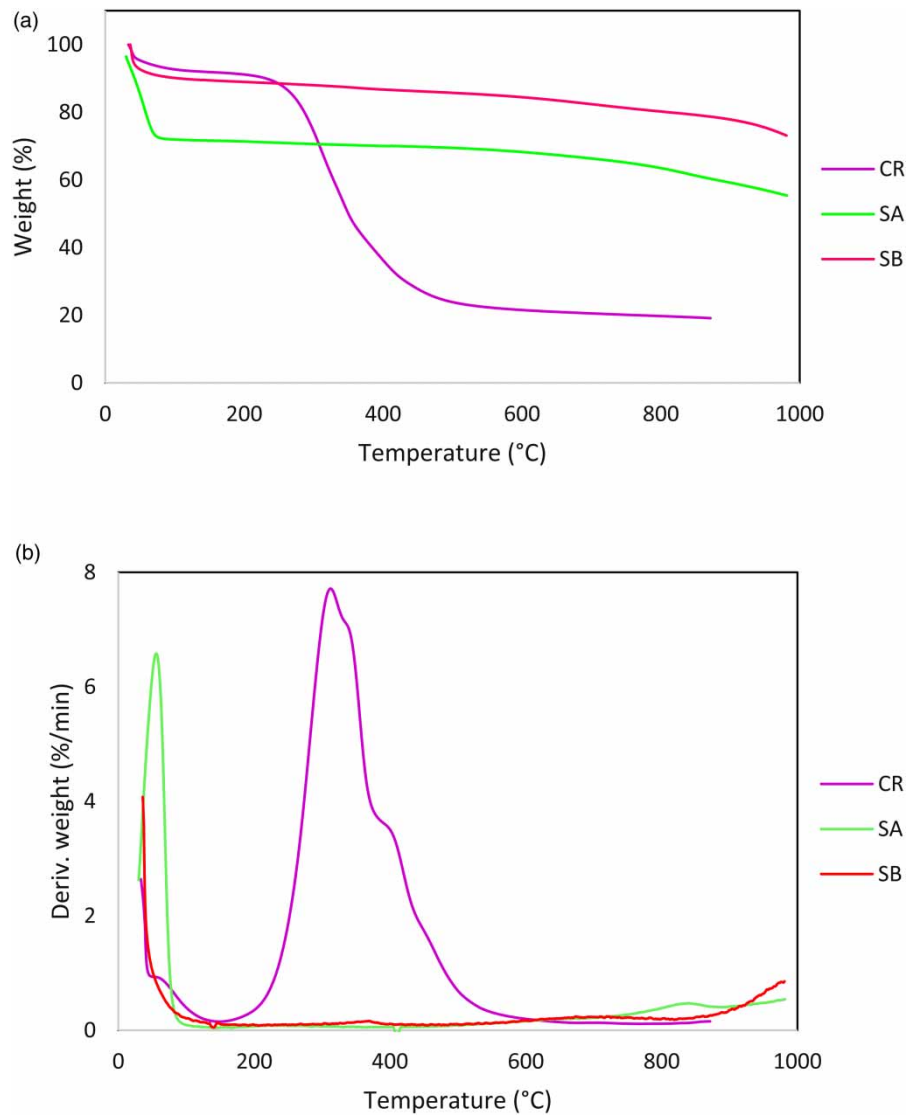 (a)
100
80
60
40
20
0
Weight (%)
0 200 400 600 800 1000
Temperature (°C)
CR
SA
SB
(b)
8
6
4
2
0
Deriv. weight (%/min)
0 200 400 600 800 1000
Temperature (°C)
CR
SA
SB